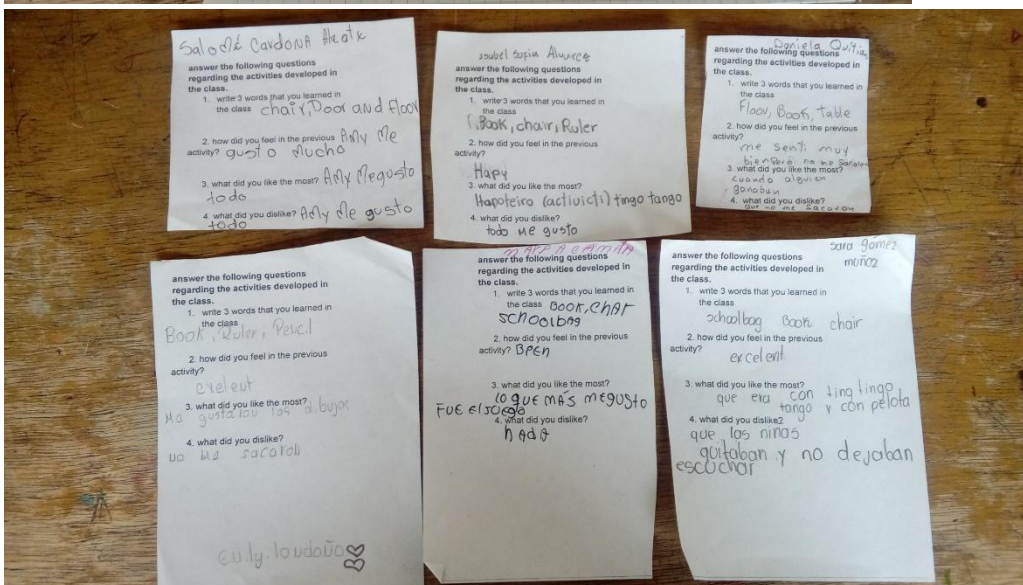 Salomé Cardona Alzate
answer the following questions
regarding the activities developed in
the class.
1. write 3 words that you learned in
the class chair, Door and Floor
2. how did you feel in the previous Amy Me
activity? gusto Mucho
3. what did you like the most? Amy Megusto
todo
4. what did you dislike? Amy Me gusto
todo
answer the following questions
regarding the activities developed in
the class.
1. write 3 words that you learned in
the class
Book, chair, Ruler
2. how did you feel in the previous
activity?
Hapy
3. what did you like the most?
(activicti) tingo tango
4. what did you dislike?
todo me gusto
Daniela
answer the following questions
regarding the activities developed in
the class.
1. write 3 words that you learned in
the class
Floor, Book, table
2. how did you feel in the previous
activity?
me senti muy
bien no me sacaron
3. what did you like the most?
cuando alguien
ganaban
4. what did you dislike?
que no me sacaron
answer the following questions
regarding the activities developed in
the class.
1. write 3 words that you learned in
the class
Book, Ruler, Pencil
2. how did you feel in the previous
activity?
exelent
3. what did you like the most?
Me gustaron los dibujos
4. what did you dislike?
no me sacaron
emily londoño
answer the following questions
regarding the activities developed in
the class.
1. write 3 words that you learned in
the class BOOK, CHAR
SCHOOLBAG
2. how did you feel in the previous
activity? BPEN
3. what did you like the most?
lo QUE MÁS MEGUSTO
FUE EL JUEGO
4. what did you dislike?
nada
sara gómez
muñoz
answer the following questions
regarding the activities developed in
the class.
1. write 3 words that you learned in
the class
schoolbag Book chair
2. how did you feel in the previous
activity?
excelent
3. what did you like the most?
que era con ting tingo
tango y con pelota
4. what did you dislike?
que las niñas
gritaban y no dejaban
escuchar